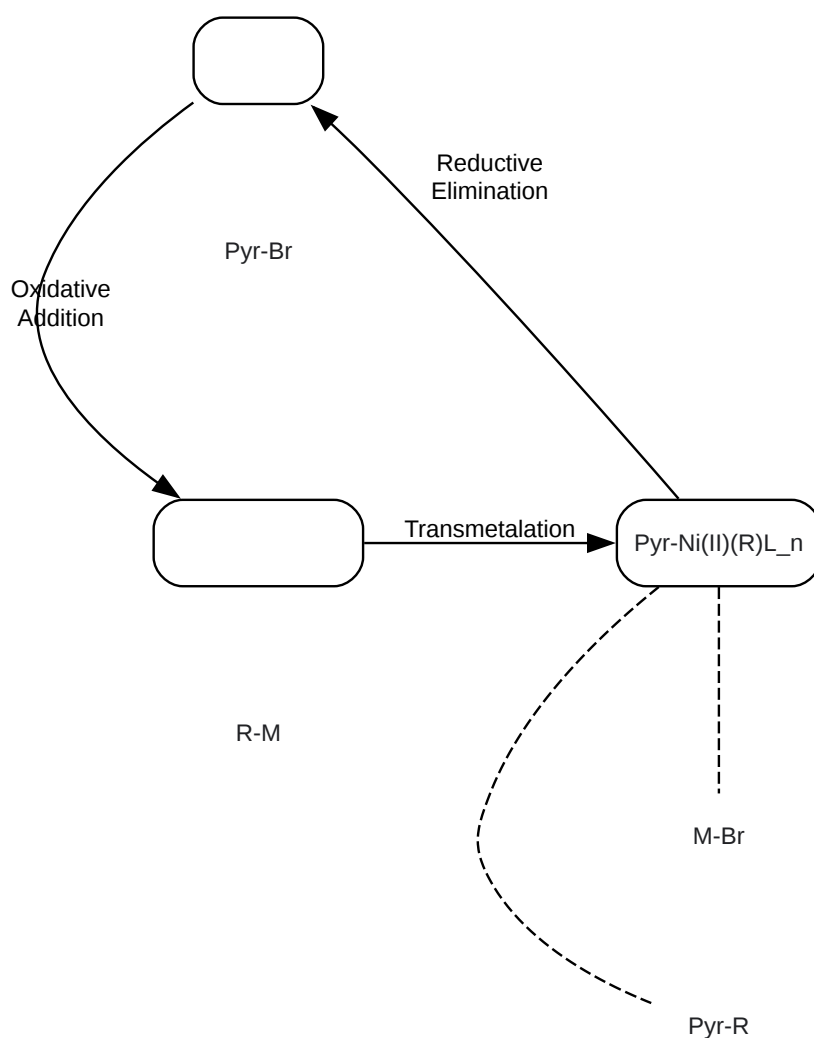 Reductive
Elimination
Pyr-Br
Oxidative
Addition
Transmetalation
Pyr-Ni(II)(R)L_n
R-M
M-Br
Pyr-R